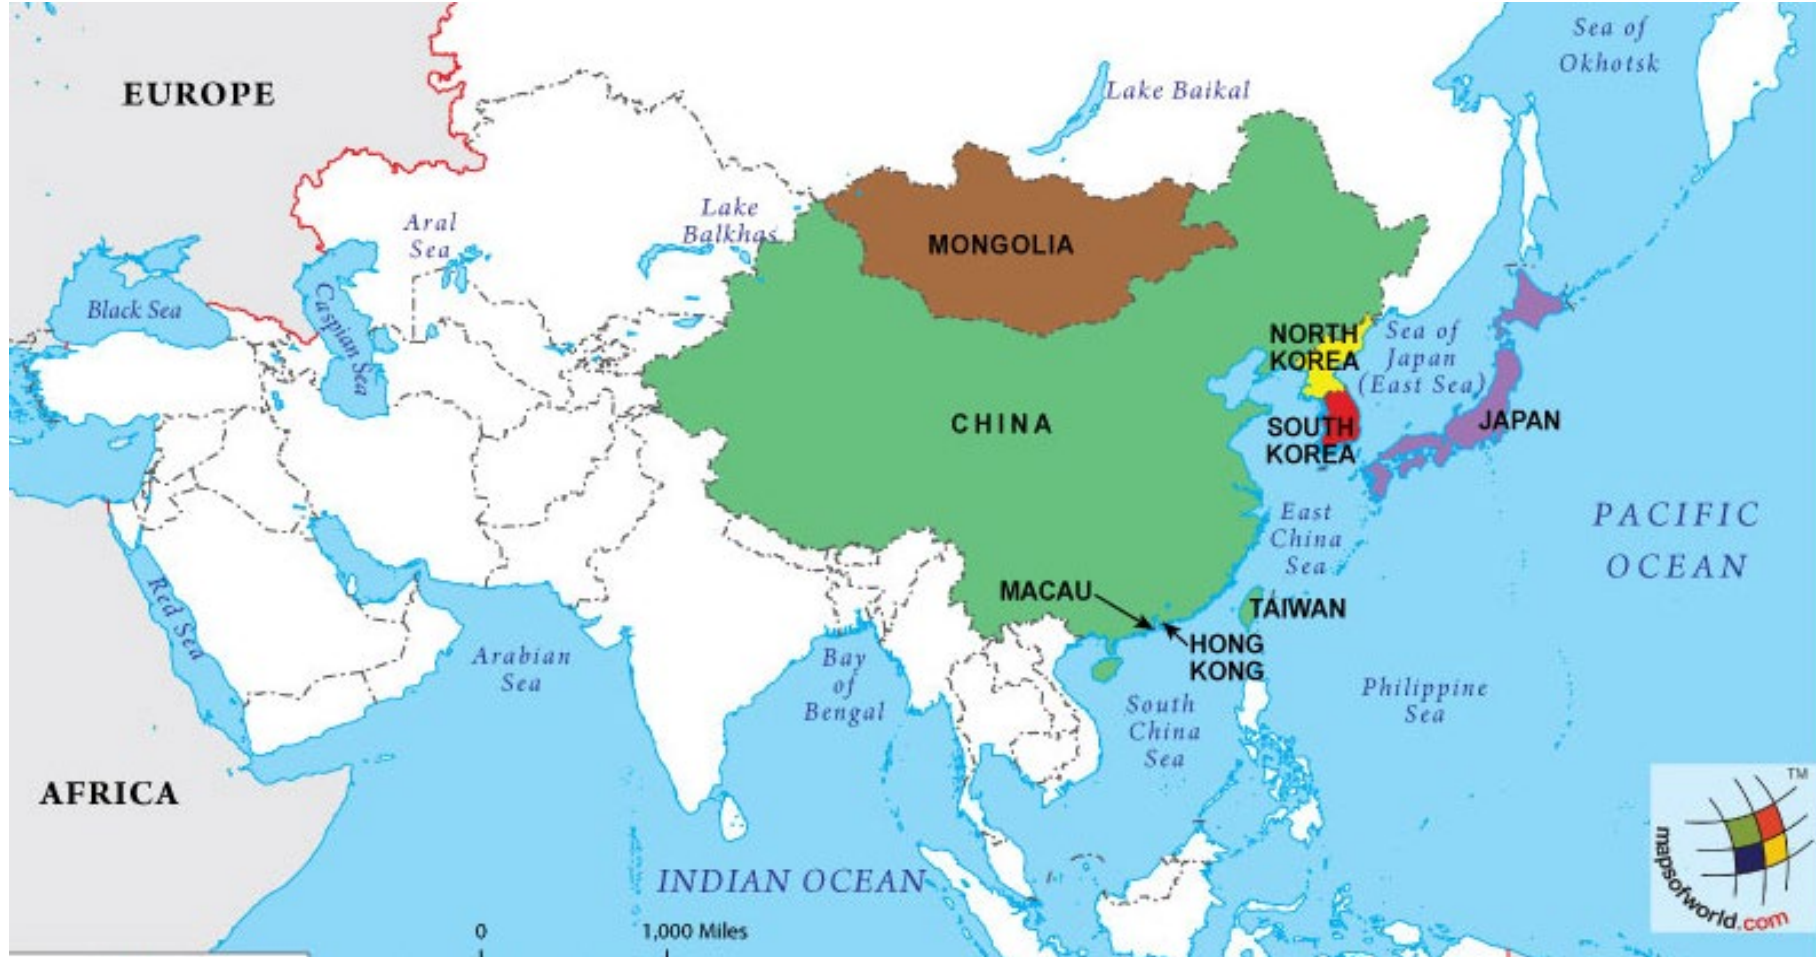 Sea of
Okhotsk
EUROPE
Lake Baikal
Aral
Sea
Lake
Balkhas
MONGOLIA
Black Sea
Caspian Sea
NORTH
KOREA
Sea of
Japan
(East Sea)
CHINA
SOUTH
KOREA
JAPAN
PACIFIC
OCEAN
East
China
Sea
MACAU
TAIWAN
Red Sea
HONG
KONG
Arabian
Sea
Bay
of
Bengal
South
China
Sea
Philippine
Sea
AFRICA
TM
mapsofworld.com
INDIAN OCEAN
0
1,000 Miles